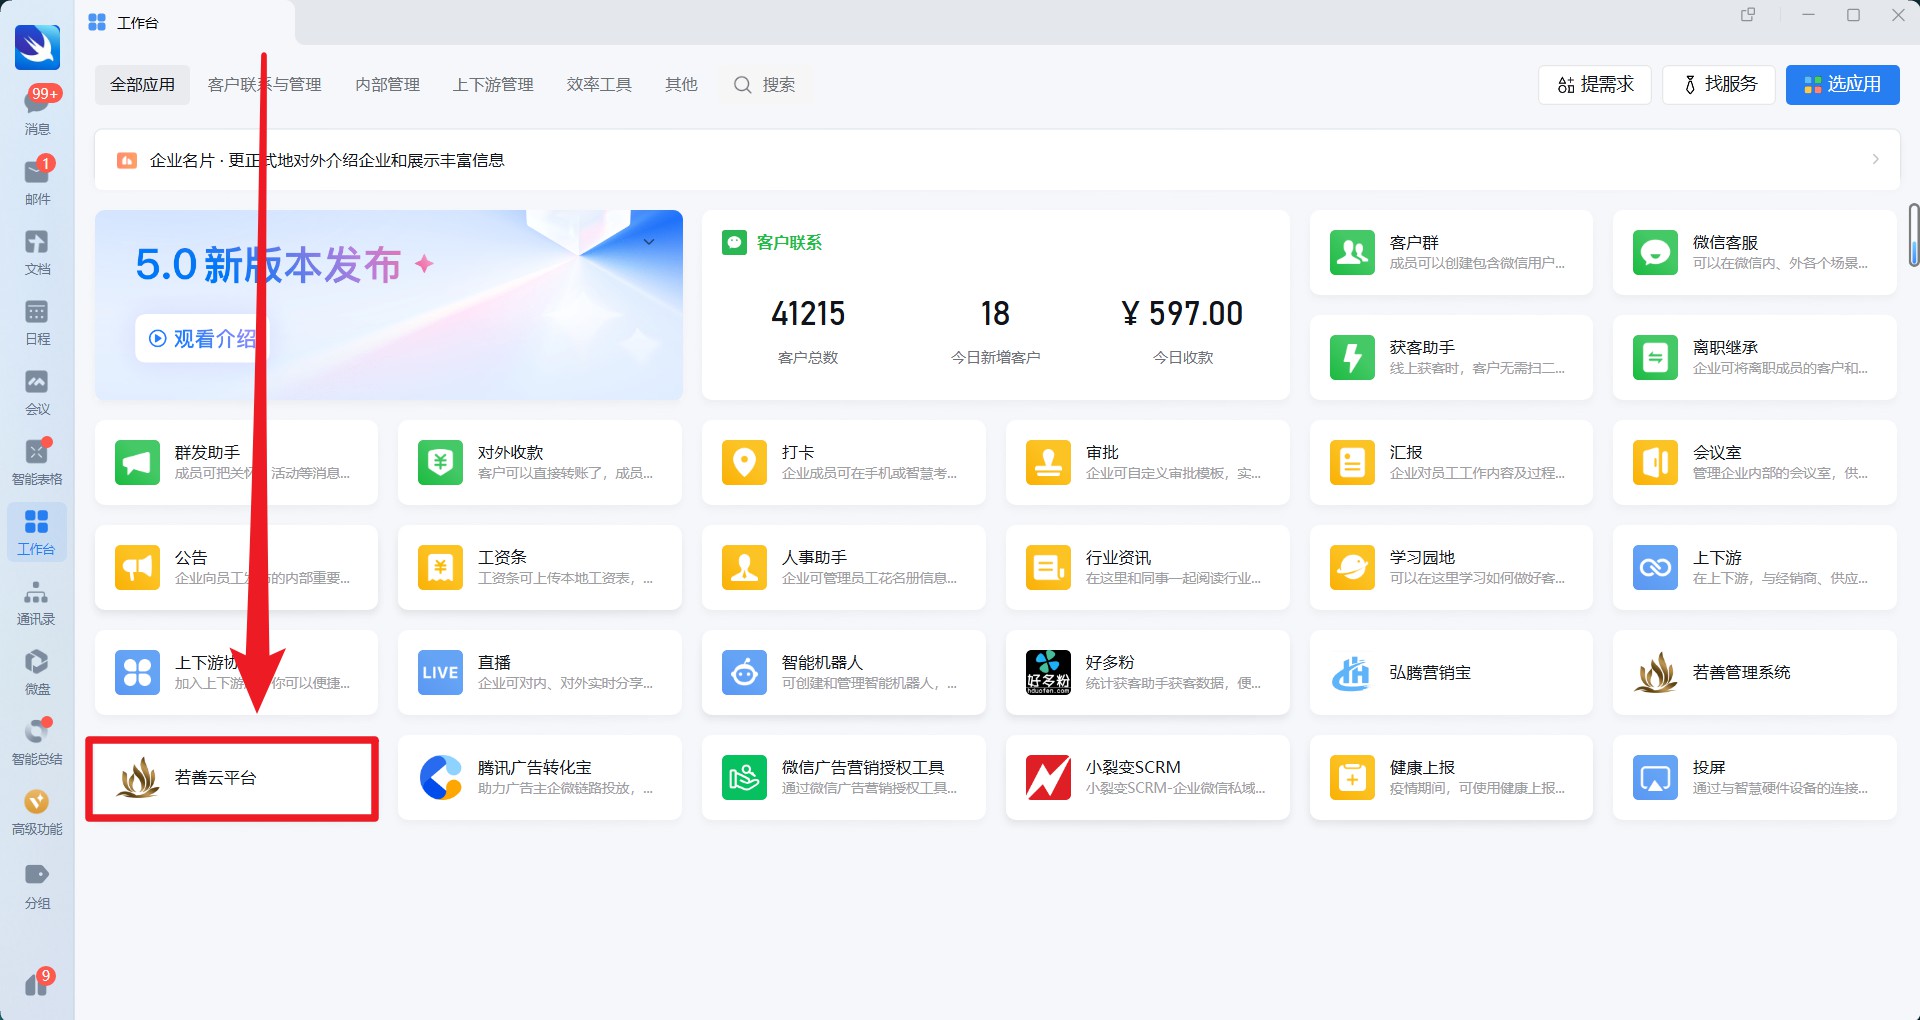 工作台
99+
消息
1
邮件
文档
日程
会议
智能表格
工作台
通讯录
微盘
智能总结
高级功能
分组
9
全部应用 客户联系与管理 内部管理 上下游管理 效率工具 其他 搜索
提需求 找服务 选应用
企业名片 · 更正式地对外介绍企业和展示丰富信息
5.0 新版本发布
观看介绍
客户联系
41215 18 ¥ 597.00
客户总数 今日新增客户 今日收款
客户群
成员可以创建包含微信用户...
微信客服
可以在微信内、外各个场景...
获客助手
线上获客时，客户无需扫二...
离职继承
企业可将离职成员的客户和...
群发助手
成员可把关怀 活动等消息...
对外收款
客户可以直接转账了，成员...
打卡
企业成员可在手机或智慧考...
审批
企业可自定义审批模板，实...
汇报
企业对员工工作内容及过程...
会议室
管理企业内部的会议室，供...
公告
企业向员工 的内部重要...
工资条
工资条可上传本地工资表，...
人事助手
企业可管理员工花名册信息...
行业资讯
在这里和同事一起阅读行业...
学习园地
可以在这里学习如何做好客...
上下游
在上下游，与经销商、供应...
上下游协
加入上下游 你可以便捷...
LIVE
直播
企业可对内、对外实时分享...
智能机器人
可创建和管理智能机器人，...
好多粉
hduofen.com
好多粉
统计获客助手获客数据，便...
弘腾营销宝
若善管理系统
若善云平台
腾讯广告转化宝
助力广告主企微链路投放，...
微信广告营销授权工具
通过微信广告营销授权工具...
小裂变SCRM
小裂变SCRM-企业微信私域...
健康上报
疫情期间，可使用健康上报...
投屏
通过与智慧硬件设备的连接...